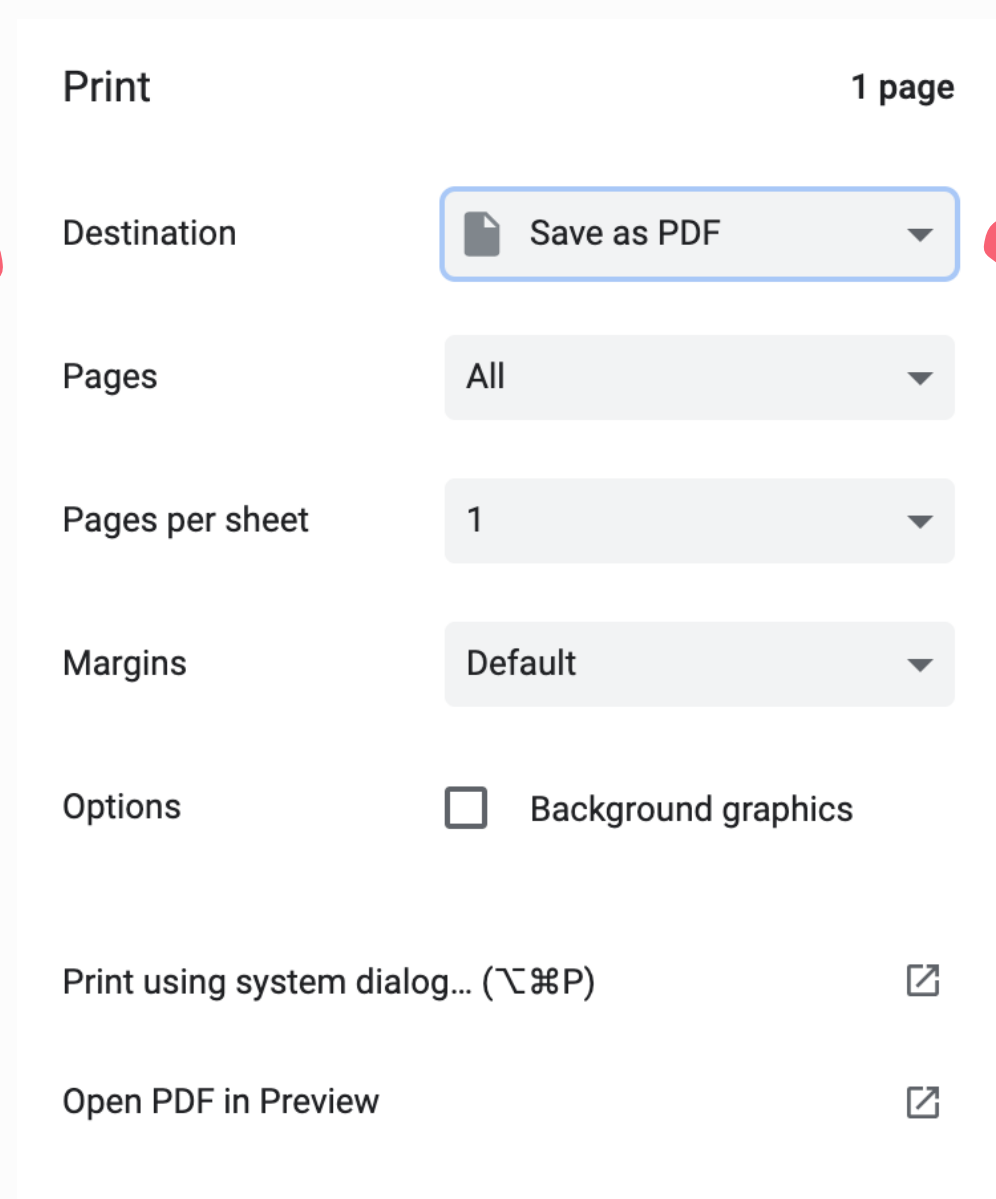 Print 1 page
Destination Save as PDF
Pages All
Pages per sheet 1
Margins Default
Options Background graphics
Print using system dialog... (⌥⌘P)
Open PDF in Preview